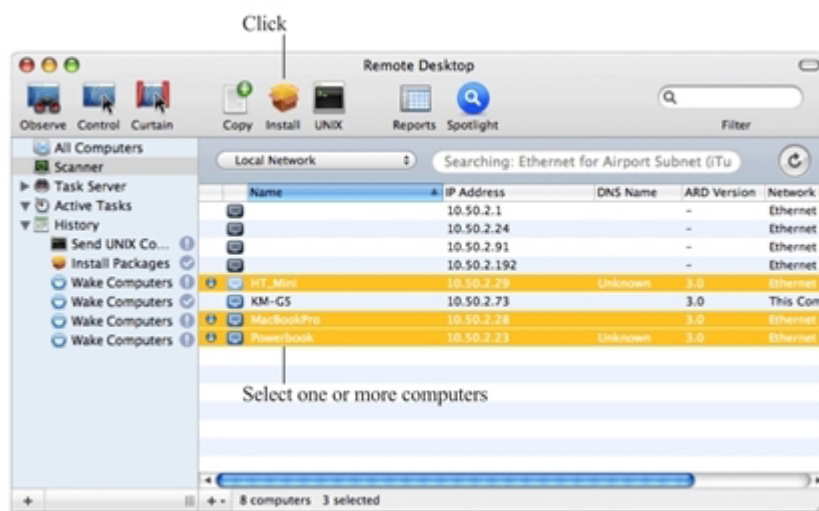 Click
Remote Desktop
Observe Control Curtain Copy Install UNIX Reports Spotlight Filter
All Computers
Scanner
Task Server
Active Tasks
History
Send UNIX Co...
Install Packages
Wake Computers
Wake Computers
Wake Computers
Wake Computers
Local Network Searching: Ethernet for Airport Subnet (iTu
Name IP Address DNS Name ARD Version Network
10.50.2.1 - Ethernet
10.50.2.24 - Ethernet
10.50.2.91 - Ethernet
10.50.2.192 - Ethernet
HT_Mini 10.50.2.29 Unknown 3.0 Ethernet
KM-G5 10.50.2.73 3.0 This Com
MacBookPro 10.50.2.28 3.0 Ethernet
Powerbook 10.50.2.23 Unknown 3.0 Ethernet
Select one or more computers
8 computers 3 selected